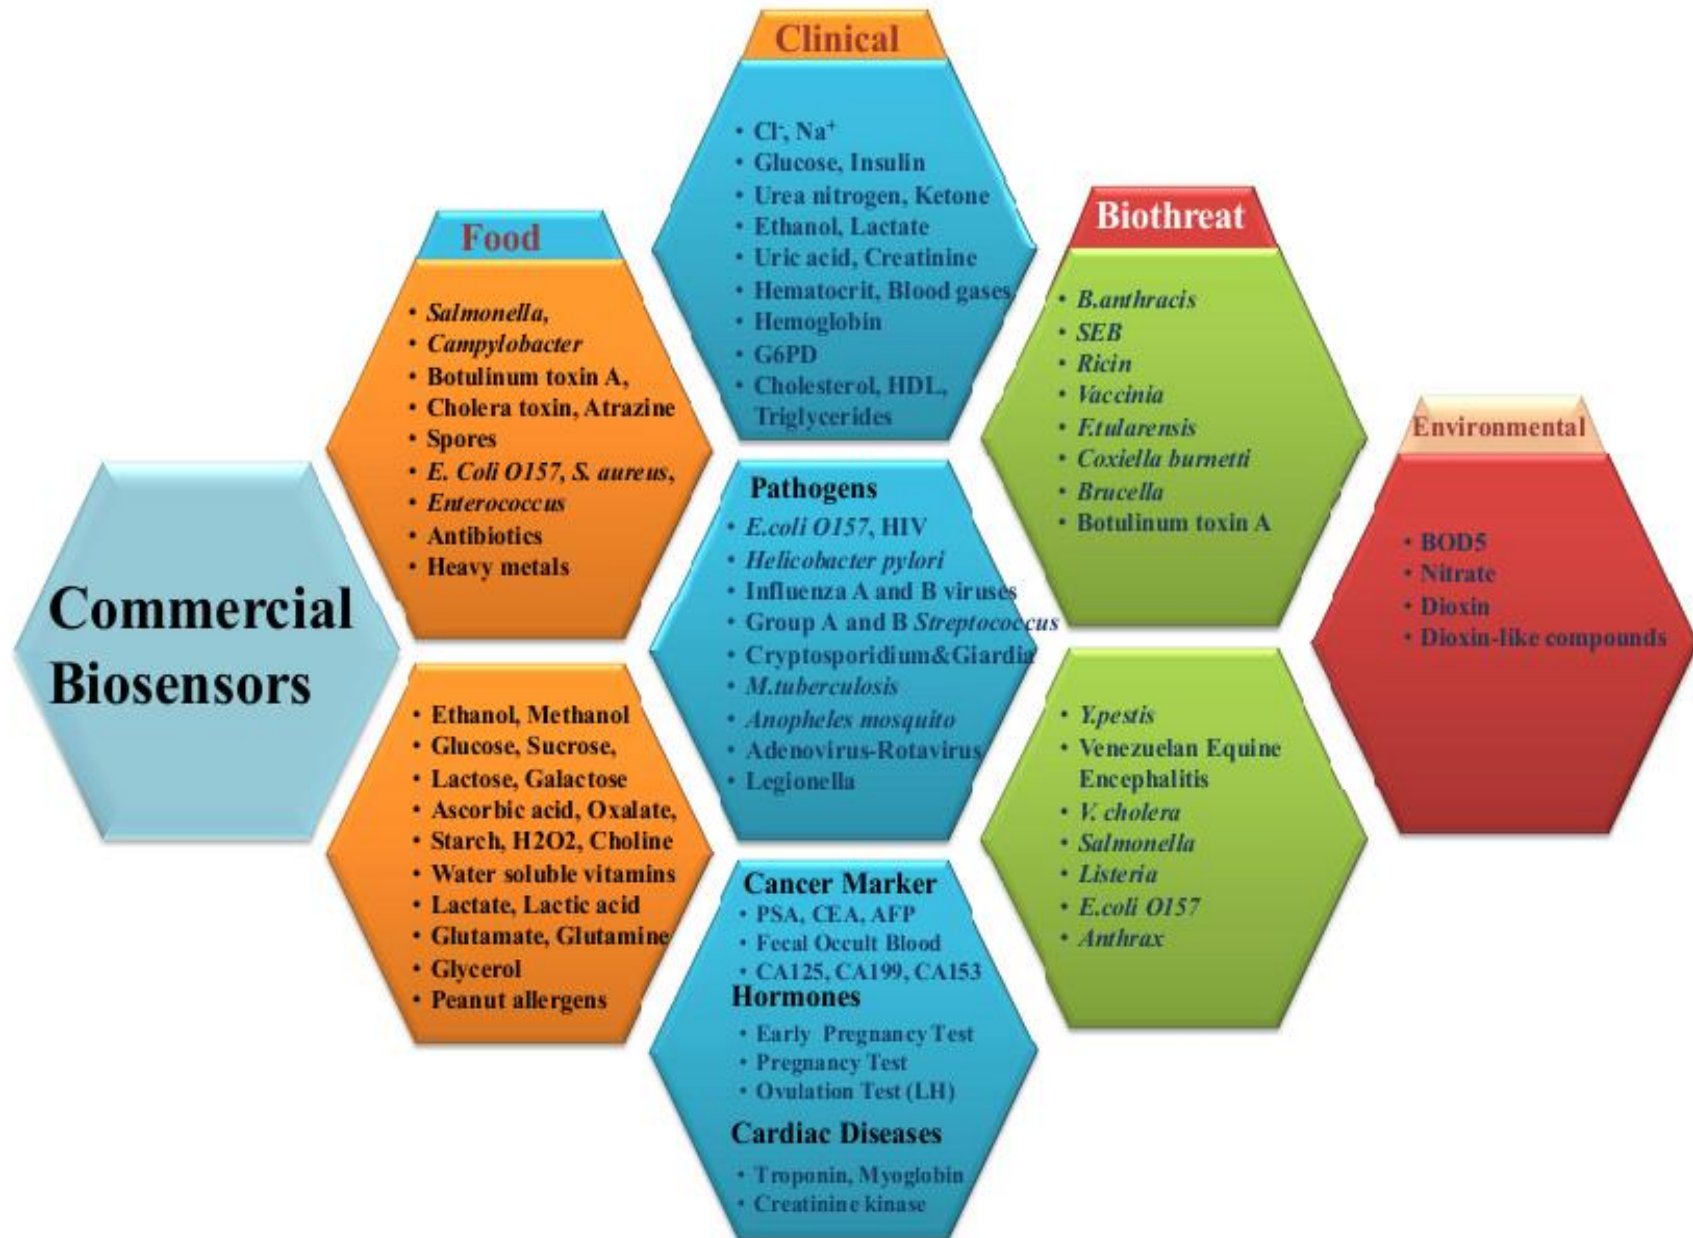 Commercial
Biosensors
Food
• Salmonella,
• Campylobacter
• Botulinum toxin A,
• Cholera toxin, Atrazine
• Spores
• E. Coli O157, S. aureus,
• Enterococcus
• Antibiotics
• Heavy metals
• Ethanol, Methanol
• Glucose, Sucrose,
• Lactose, Galactose
• Ascorbic acid, Oxalate,
• Starch, H2O2, Choline
• Water soluble vitamins
• Lactate, Lactic acid
• Glutamate, Glutamine
• Glycerol
• Peanut allergens
Clinical
• Cl-, Na+
• Glucose, Insulin
• Urea nitrogen, Ketone
• Ethanol, Lactate
• Uric acid, Creatinine
• Hematocrit, Blood gases,
• Hemoglobin
• G6PD
• Cholesterol, HDL,
Triglycerides
Pathogens
• E.coli O157, HIV
• Helicobacter pylori
• Influenza A and B viruses
• Group A and B Streptococcus
• Cryptosporidium&Giardia
• M.tuberculosis
• Anopheles mosquito
• Adenovirus-Rotavirus
• Legionella
Cancer Marker
• PSA, CEA, AFP
• Fecal Occult Blood
• CA125, CA199, CA153
Hormones
• Early Pregnancy Test
• Pregnancy Test
• Ovulation Test (LH)
Cardiac Diseases
• Troponin, Myoglobin
• Creatinine kinase
Biothreat
• B.anthracis
• SEB
• Ricin
• Vaccinia
• F.tularensis
• Coxiella burnetti
• Brucella
• Botulinum toxin A
• Y.pestis
• Venezuelan Equine
Encephalitis
• V. cholera
• Salmonella
• Listeria
• E.coli O157
• Anthrax
Environmental
• BOD5
• Nitrate
• Dioxin
• Dioxin-like compounds